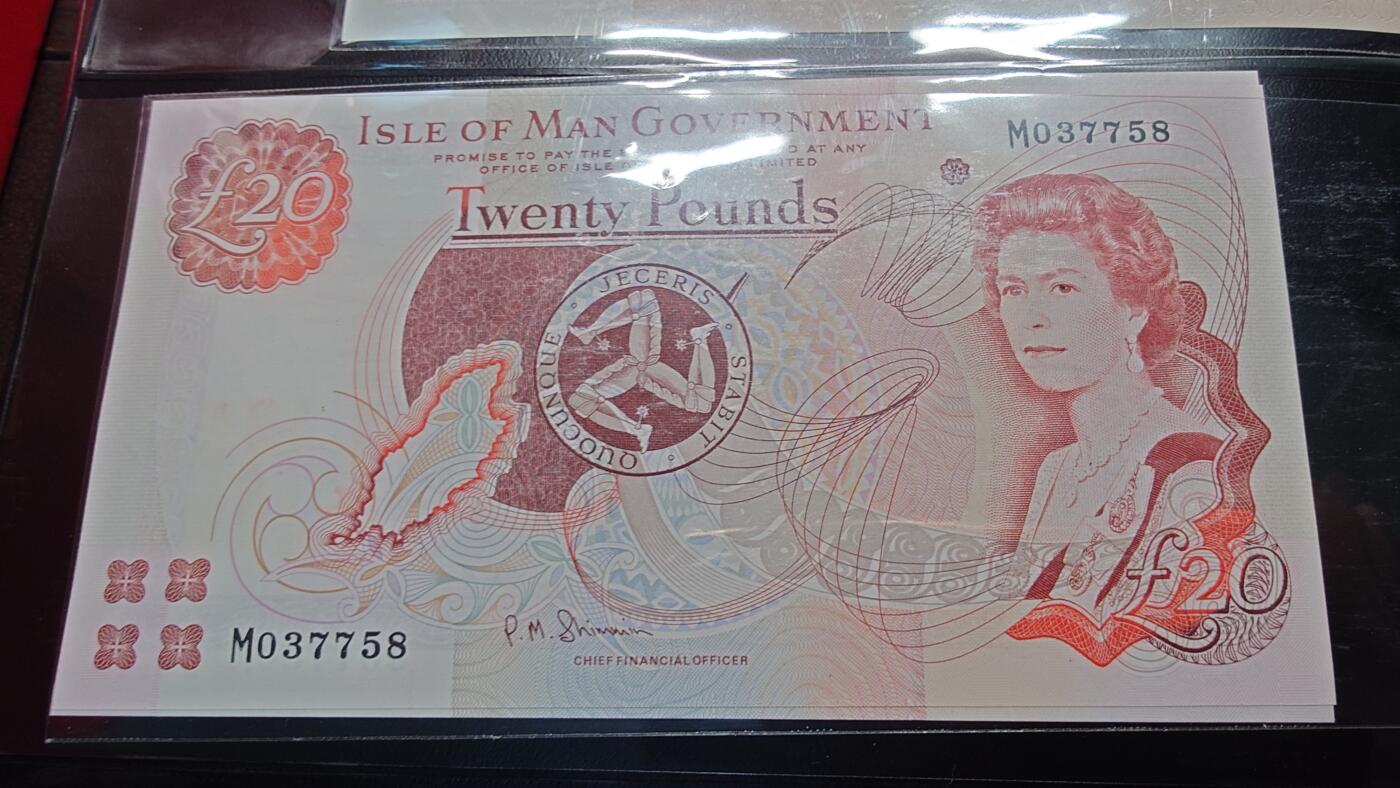 ISLE OF MAN GOVERNMENT
M037758
PROMISE TO PAY THE AT ANY
OFFICE OF ISLE LIMITED
£20
Twenty Pounds
QUOCUNQUE JECERIS STABIT
£20
M037758
P.M. Shimmin
CHIEF FINANCIAL OFFICER